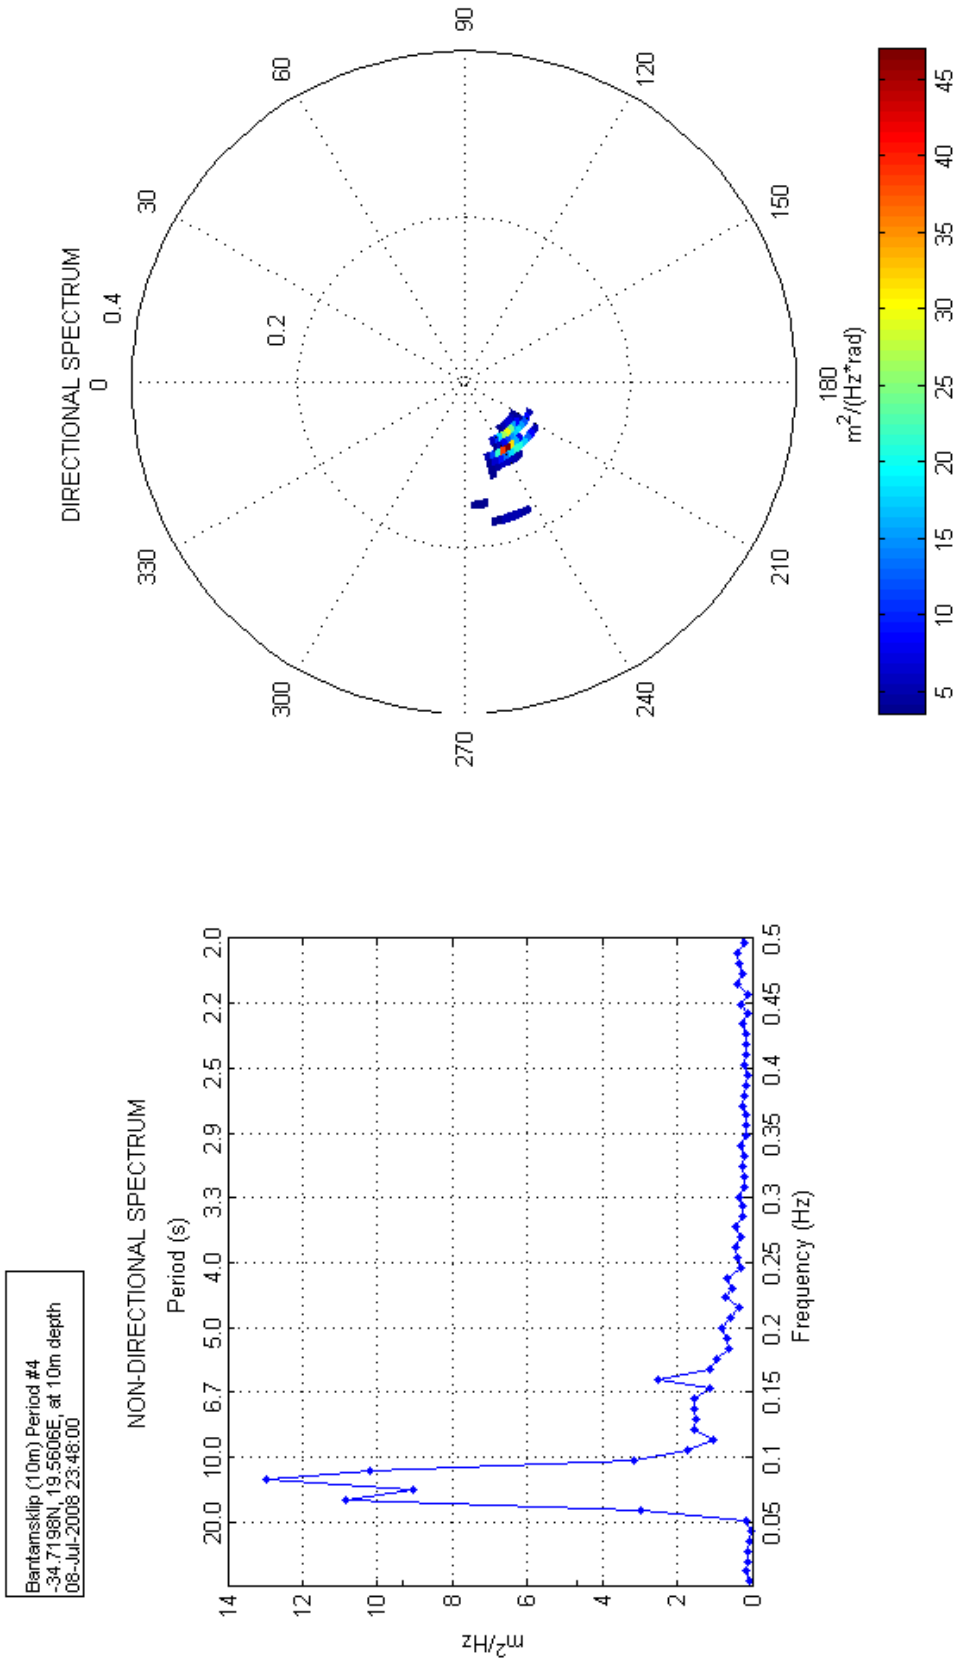 Bantamsklip (10m) Period #4
-34.7198N, 19.5606E, at 10m depth
08-Jul-2008 23:48:00
NON-DIRECTIONAL SPECTRUM
Period (s)
20.0 10.0 6.7 5.0 4.0 3.3 2.9 2.5 2.2 2.0
14
12
10
8
6
4
2
0
m²/Hz
0.05 0.1 0.15 0.2 0.25 0.3 0.35 0.4 0.45 0.5
Frequency (Hz)
DIRECTIONAL SPECTRUM
0
0.4
0.2
30
60
90
120
150
180
210
240
270
300
330
m²/(Hz*rad)
5 10 15 20 25 30 35 40 45